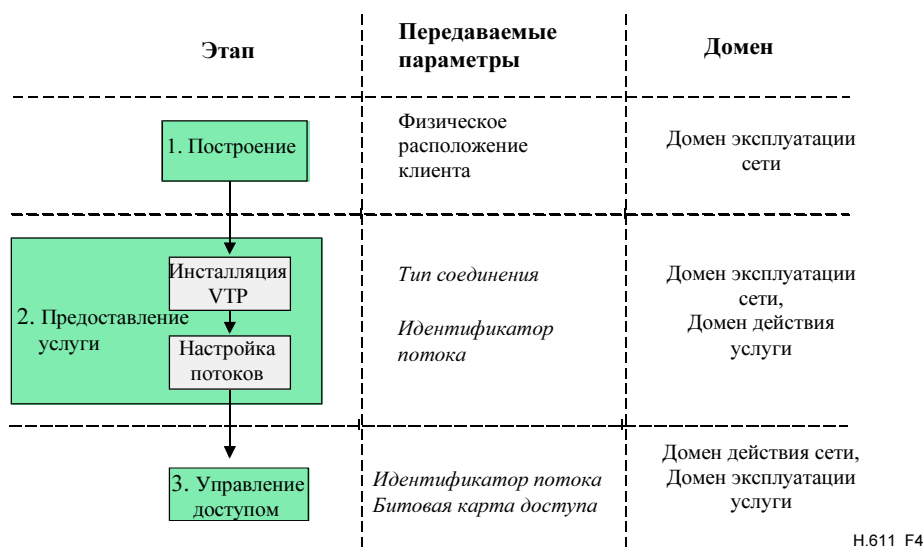 Этап
Передаваемые
параметры
Домен
1. Построение
Физическое
расположение
клиента
Домен эксплуатации
сети
2. Предоставление
услуги
Инсталляция
VTP
Настройка
потоков
Тип соединения
Идентификатор
потока
Домен эксплуатации
сети,
Домен действия
услуги
3. Управление
доступом
Идентификатор потока
Битовая карта доступа
Домен действия сети,
Домен эксплуатации
услуги
H.611_F4